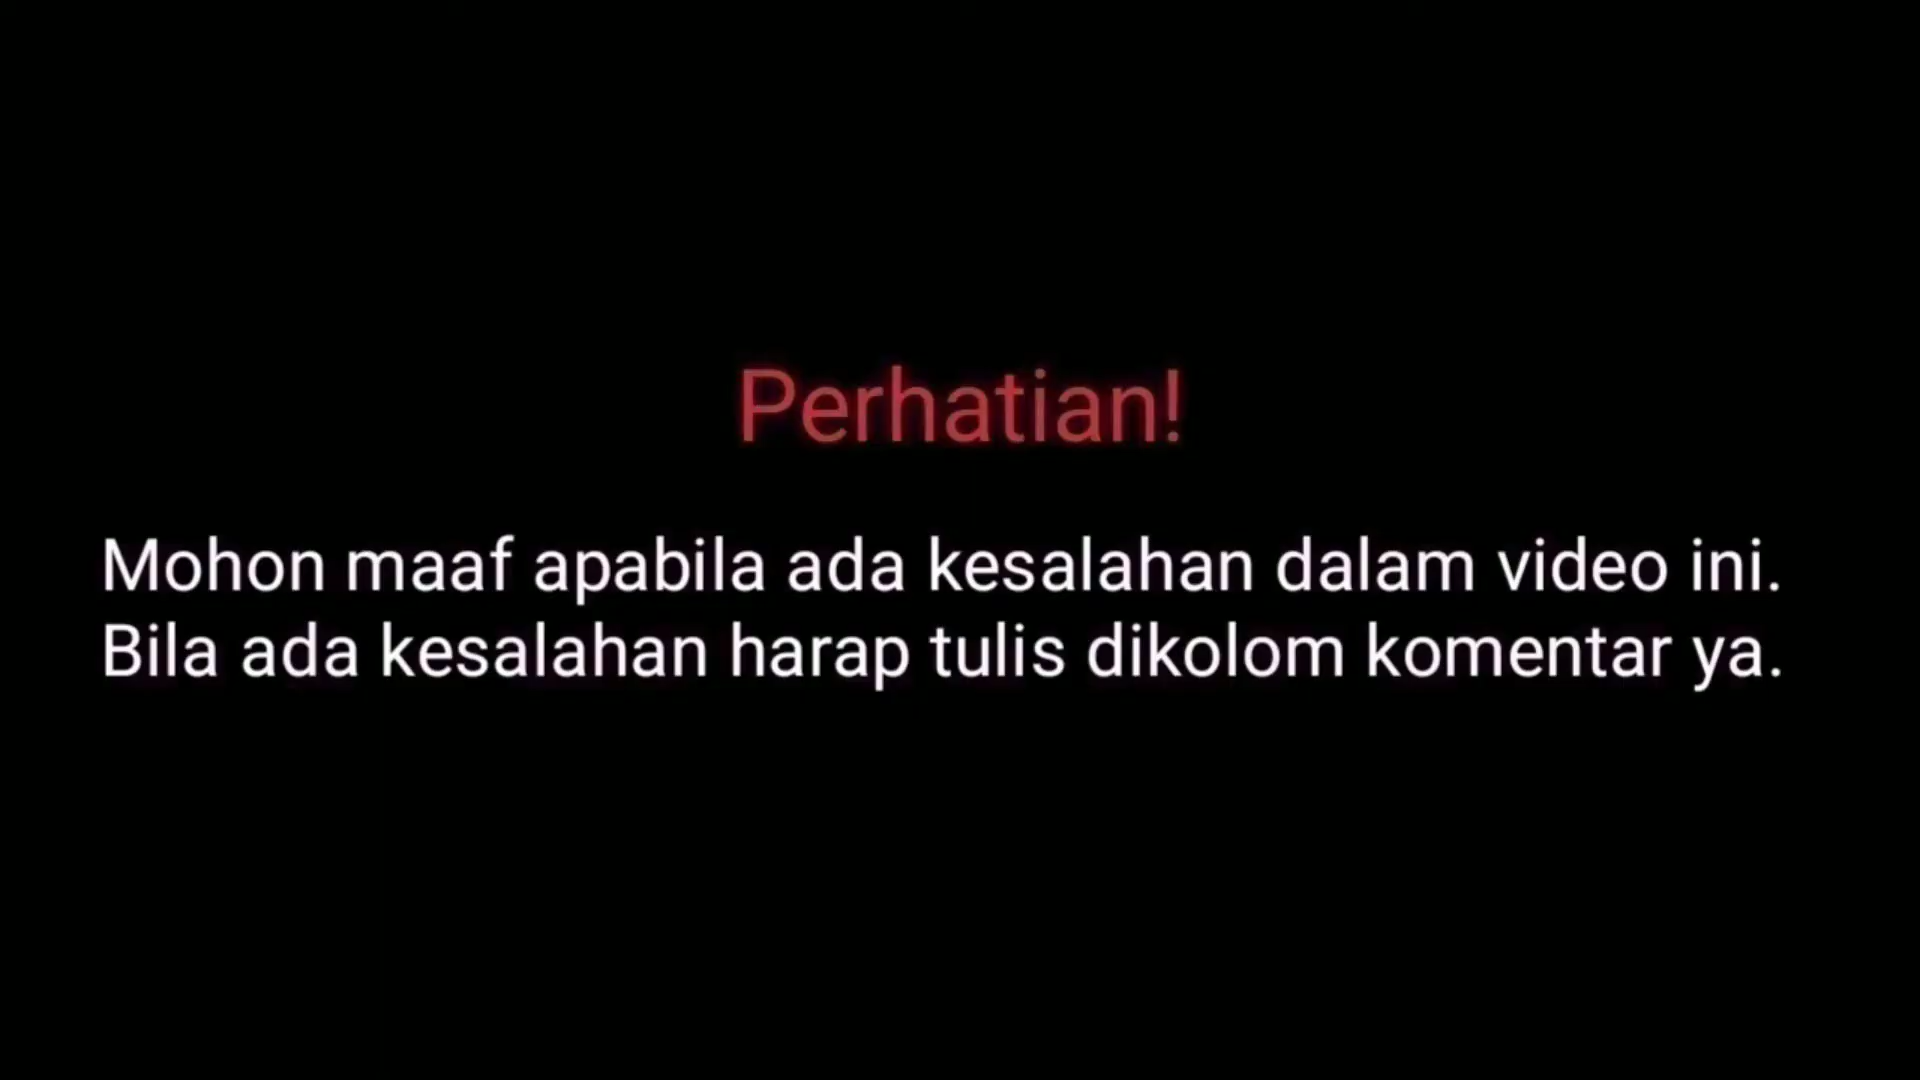 Perhatian!
Mohon maaf apabila ada kesalahan dalam video ini.
Bila ada kesalahan harap tulis dikolom komentar ya.